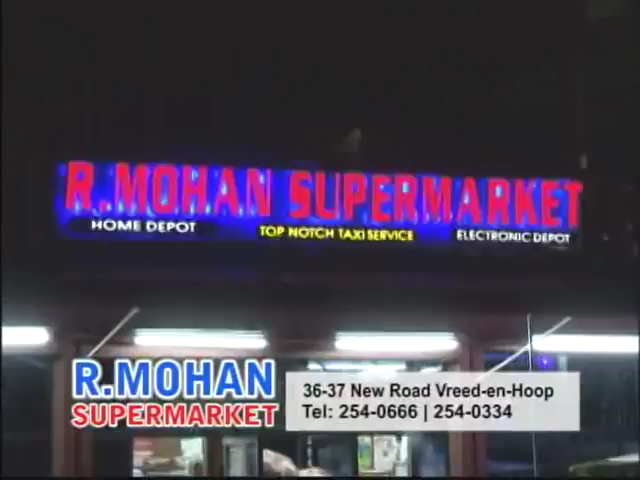 R.MOHAN SUPERMARKET
HOME DEPOT
TOP NOTCH TAXI SERVICE
ELECTRONIC DEPOT
R.MOHAN
SUPERMARKET
36-37 New Road Vreed-en-Hoop
Tel: 254-0666 | 254-0334